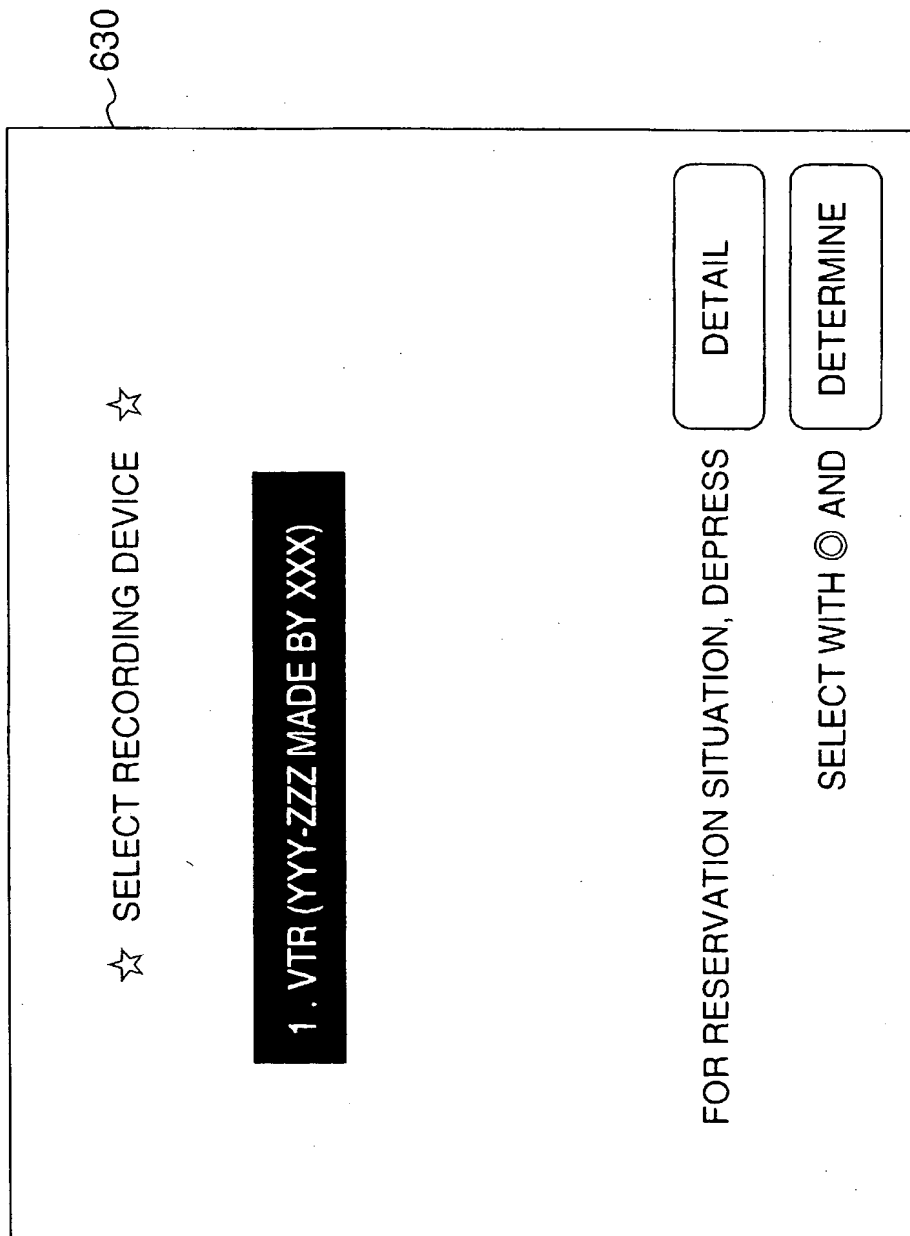 630
☆ SELECT RECORDING DEVICE ☆
1 . VTR (YYY-ZZZ MADE BY XXX)
FOR RESERVATION SITUATION, DEPRESS DETAIL
SELECT WITH ◎ AND DETERMINE